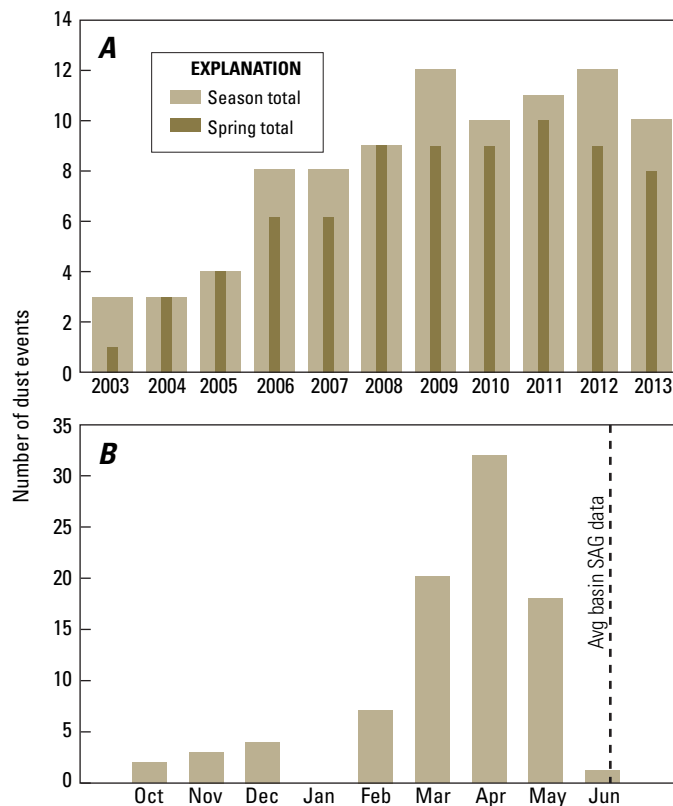 A
EXPLANATION
Season total
Spring total
14
12
10
8
6
4
2
0
2003 2004 2005 2006 2007 2008 2009 2010 2011 2012 2013
Number of dust events
B
35
30
25
20
15
10
5
0
Avg basin SAG data
Oct Nov Dec Jan Feb Mar Apr May Jun